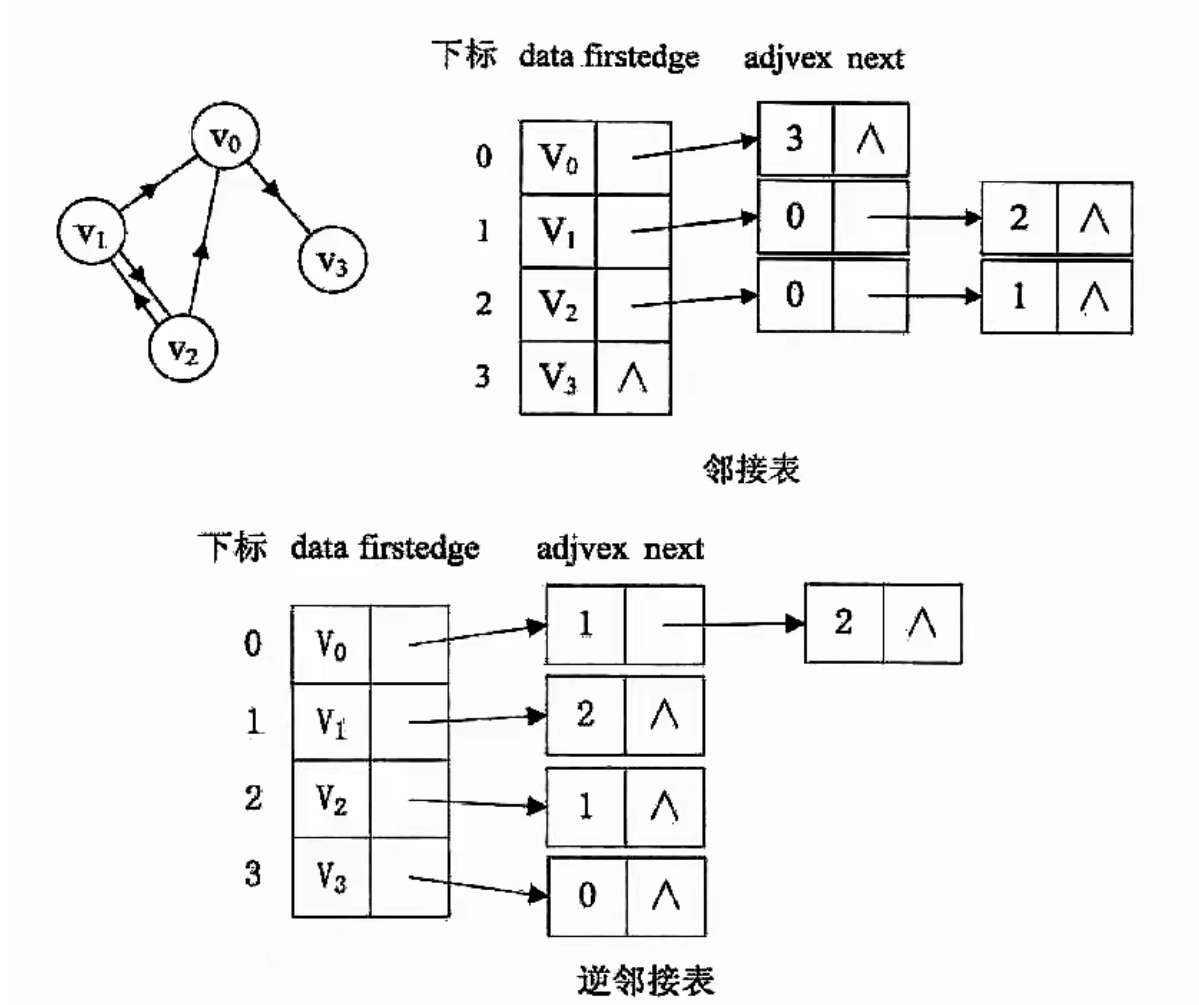 下标 data firstedge adjvex next
v0
v1
v2
v3
0 V0 3 ∧
1 V1 0 2 ∧
2 V2 0 1 ∧
3 V3 ∧
邻接表
下标 data firstedge adjvex next
0 V0 1 2 ∧
1 V1 2 ∧
2 V2 1 ∧
3 V3 0 ∧
逆邻接表